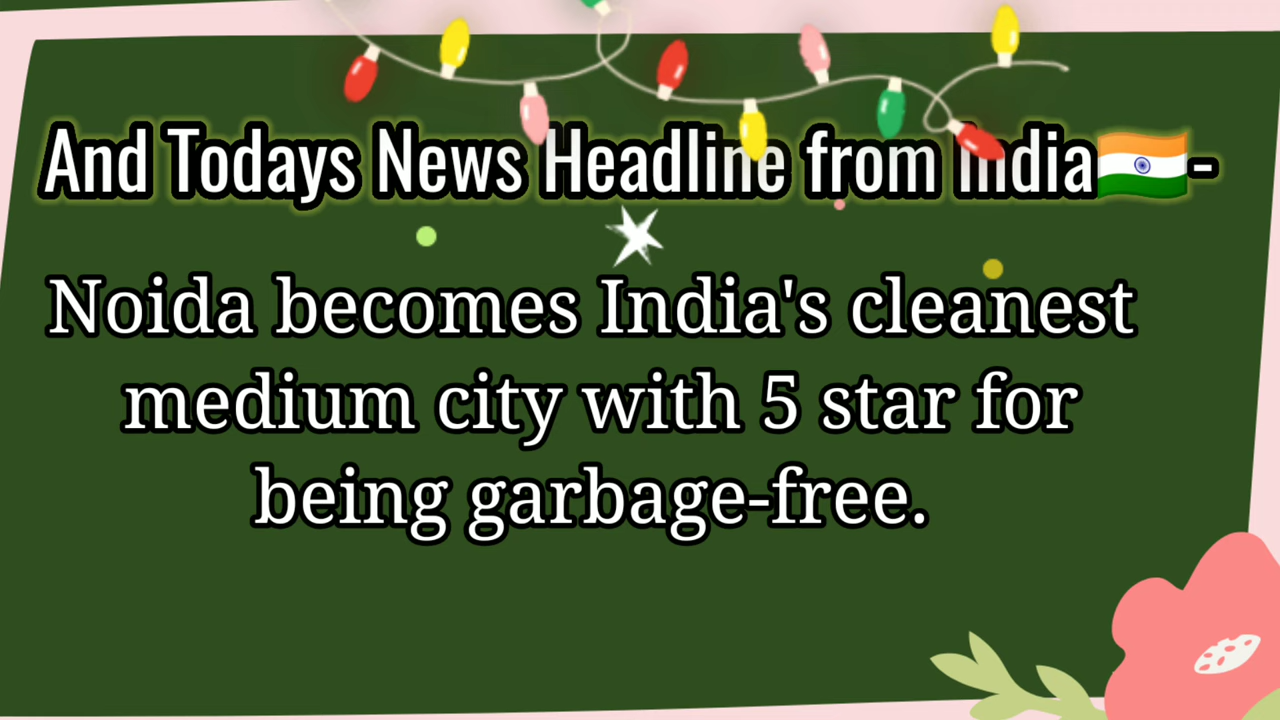 And Todays News Headline from India🇮🇳-
Noida becomes India's cleanest
medium city with 5 star for
being garbage-free.